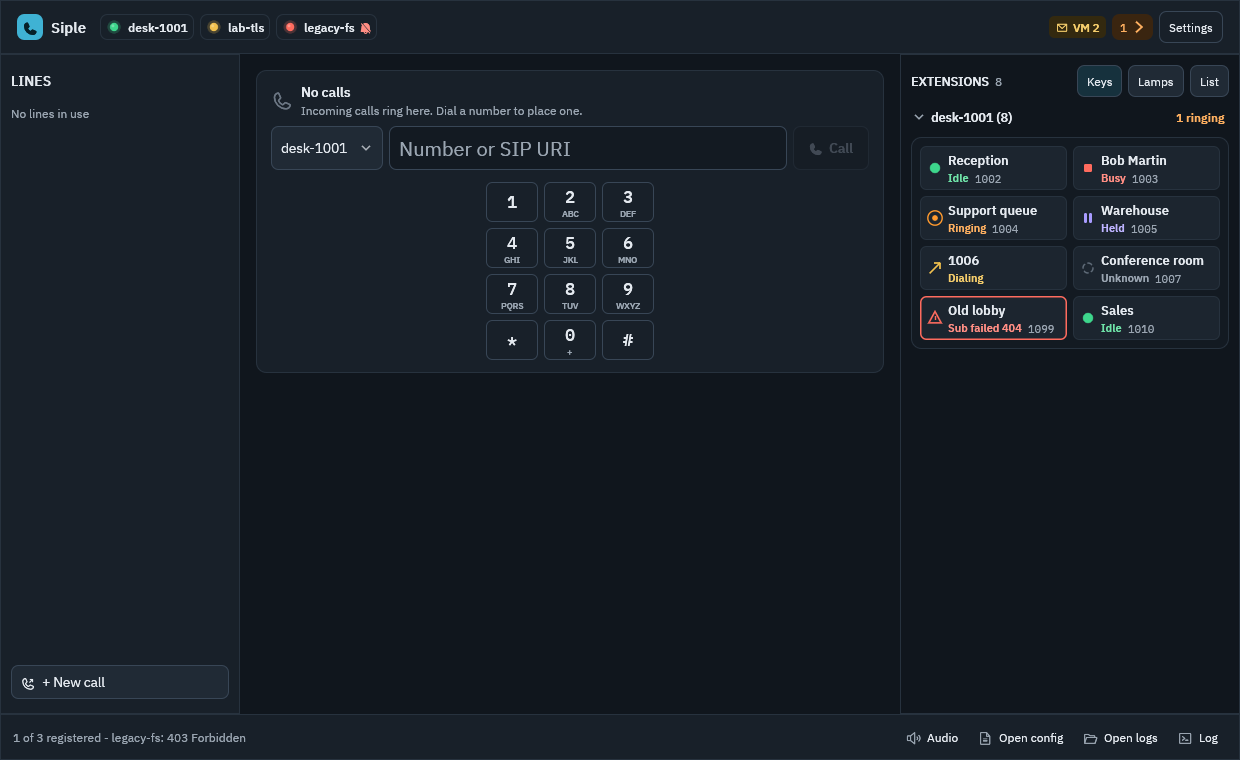 Siple
desk-1001
lab-tls
legacy-fs
VM 2
1
Settings
LINES
No lines in use
+ New call
No calls
Incoming calls ring here. Dial a number to place one.
desk-1001
Number or SIP URI
Call
1
2
ABC
3
DEF
4
GHI
5
JKL
6
MNO
7
PQRS
8
TUV
9
WXYZ
*
0
+
#
EXTENSIONS 8
Keys
Lamps
List
desk-1001 (8)
1 ringing
Reception
Idle 1002
Bob Martin
Busy 1003
Support queue
Ringing 1004
Warehouse
Held 1005
1006
Dialing
Conference room
Unknown 1007
Old lobby
Sub failed 404 1099
Sales
Idle 1010
1 of 3 registered - legacy-fs: 403 Forbidden
Audio
Open config
Open logs
Log